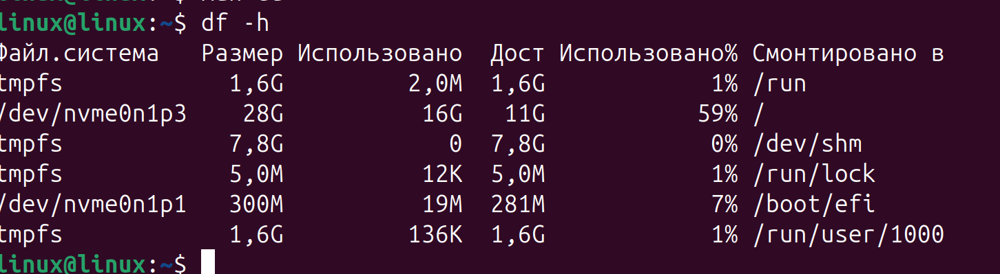 linux@linux:~$ df -h
Файл.система Размер Использовано Дост Использовано% Смонтировано в
tmpfs 1,6G 2,0M 1,6G 1% /run
/dev/nvme0n1p3 28G 16G 11G 59% /
tmpfs 7,8G 0 7,8G 0% /dev/shm
tmpfs 5,0M 12K 5,0M 1% /run/lock
/dev/nvme0n1p1 300M 19M 281M 7% /boot/efi
tmpfs 1,6G 136K 1,6G 1% /run/user/1000
linux@linux:~$